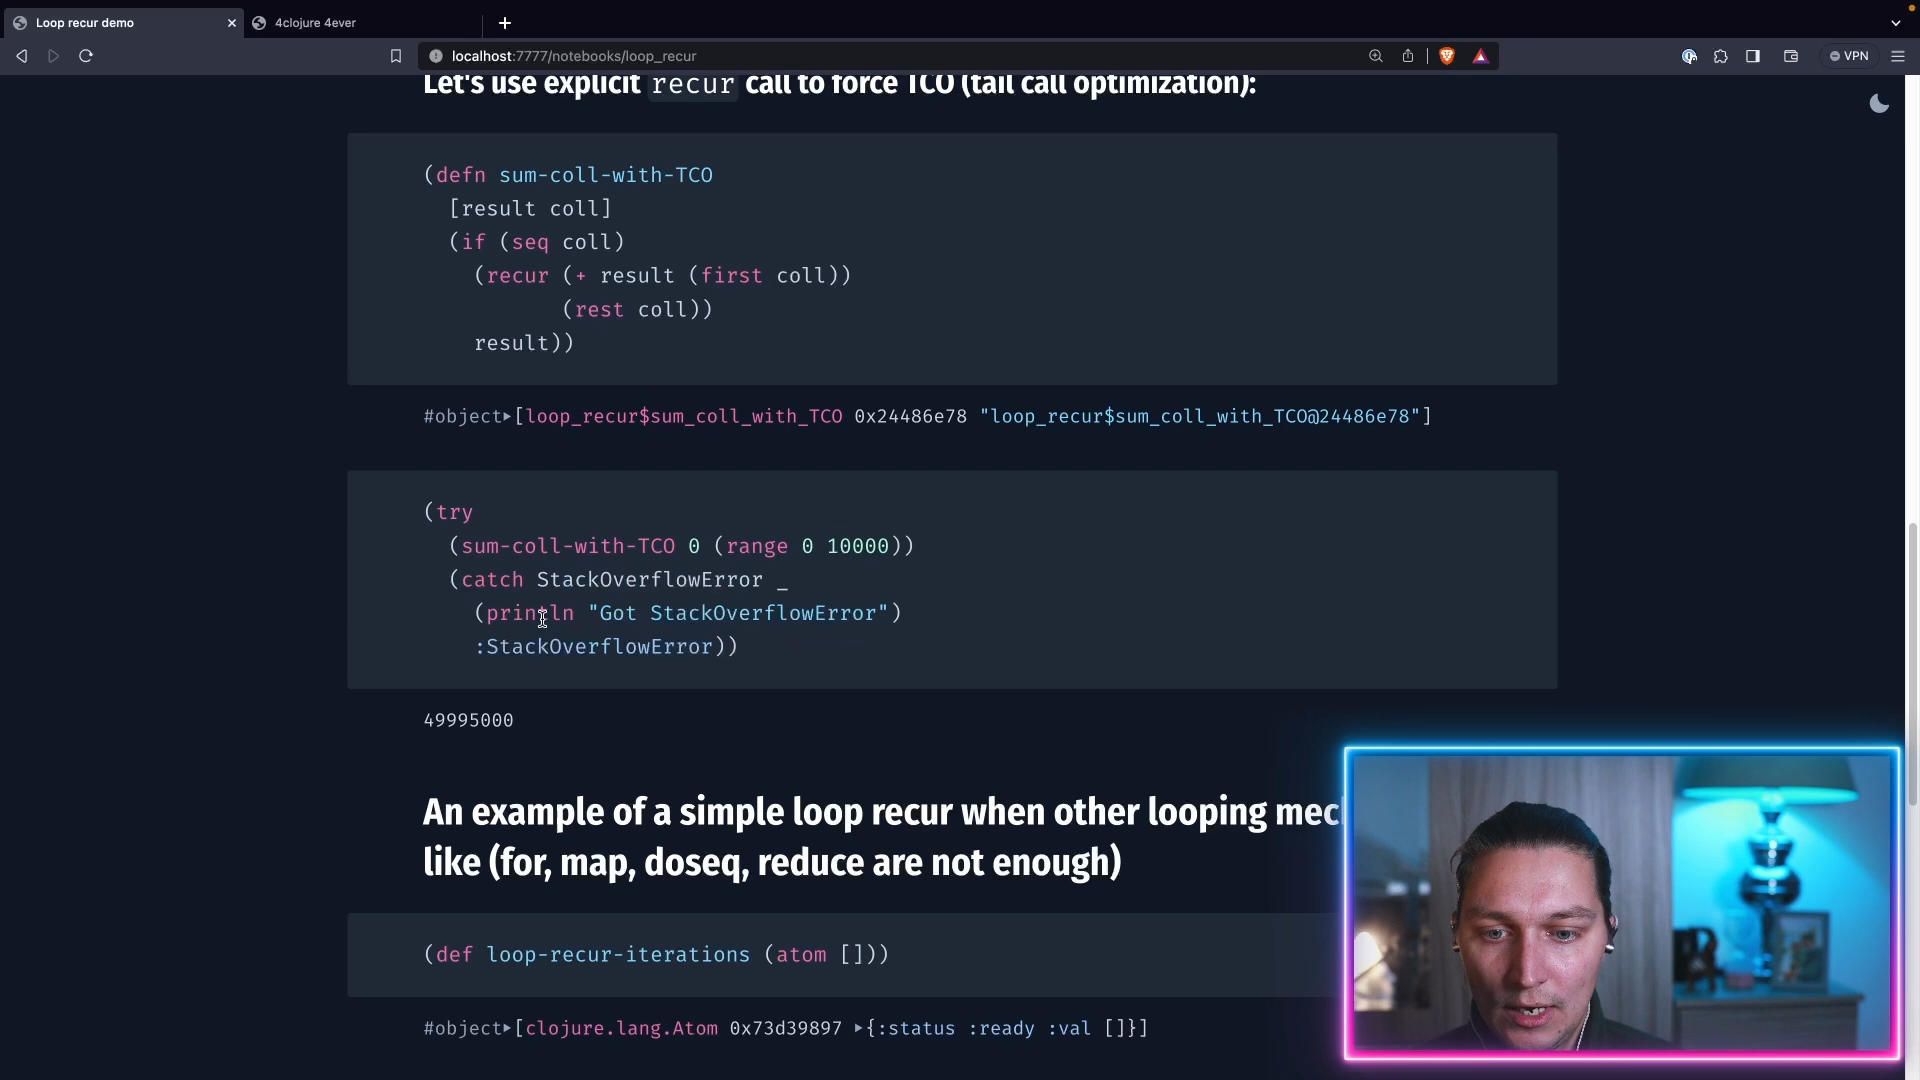 Loop recur demo
4clojure 4ever
localhost:7777/notebooks/loop_recur
VPN
Let's use explicit recur call to force TCO (tail call optimization):
(defn sum-coll-with-TCO
[result coll]
(if (seq coll)
(recur (+ result (first coll))
(rest coll))
result))
#object▸[loop_recur$sum_coll_with_TCO 0x24486e78 "loop_recur$sum_coll_with_TCO@24486e78"]
(try
(sum-coll-with-TCO 0 (range 0 10000))
(catch StackOverflowError _
(println "Got StackOverflowError")
:StackOverflowError))
49995000
An example of a simple loop recur when other looping
like (for, map, doseq, reduce are not enough)
(def loop-recur-iterations (atom []))
#object▸[clojure.lang.Atom 0x73d39897 ▸{:status :ready :val []}]